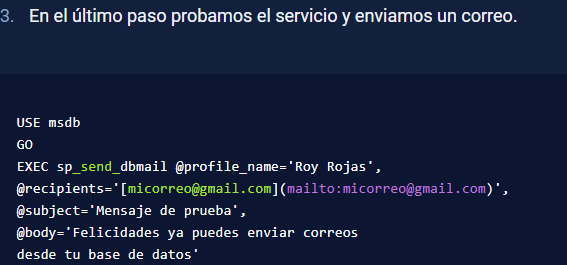 3. En el último paso probamos el servicio y enviamos un correo.
USE msdb
GO
EXEC sp_send_dbmail @profile_name='Roy Rojas',
@recipients='[micorreo@gmail.com](mailto:micorreo@gmail.com)',
@subject='Mensaje de prueba',
@body='Felicidades ya puedes enviar correos
desde tu base de datos'